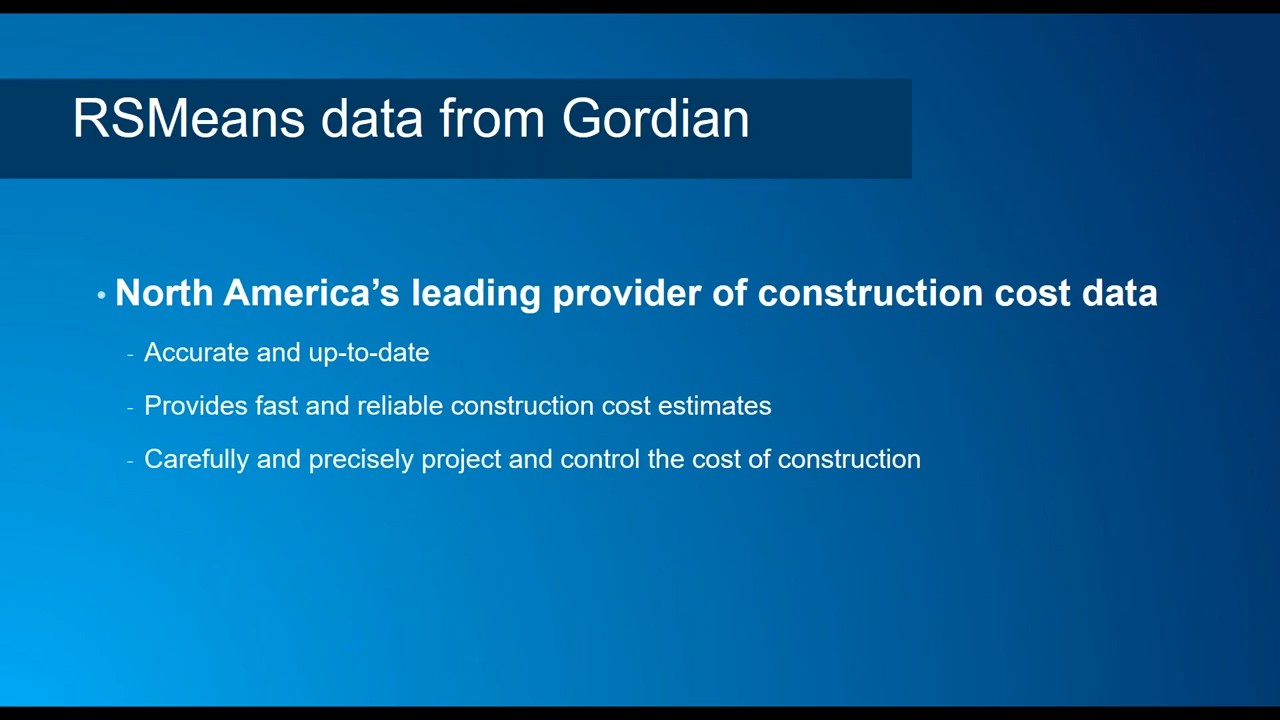 RSMeans data from Gordian
• North America’s leading provider of construction cost data
- Accurate and up-to-date
- Provides fast and reliable construction cost estimates
- Carefully and precisely project and control the cost of construction